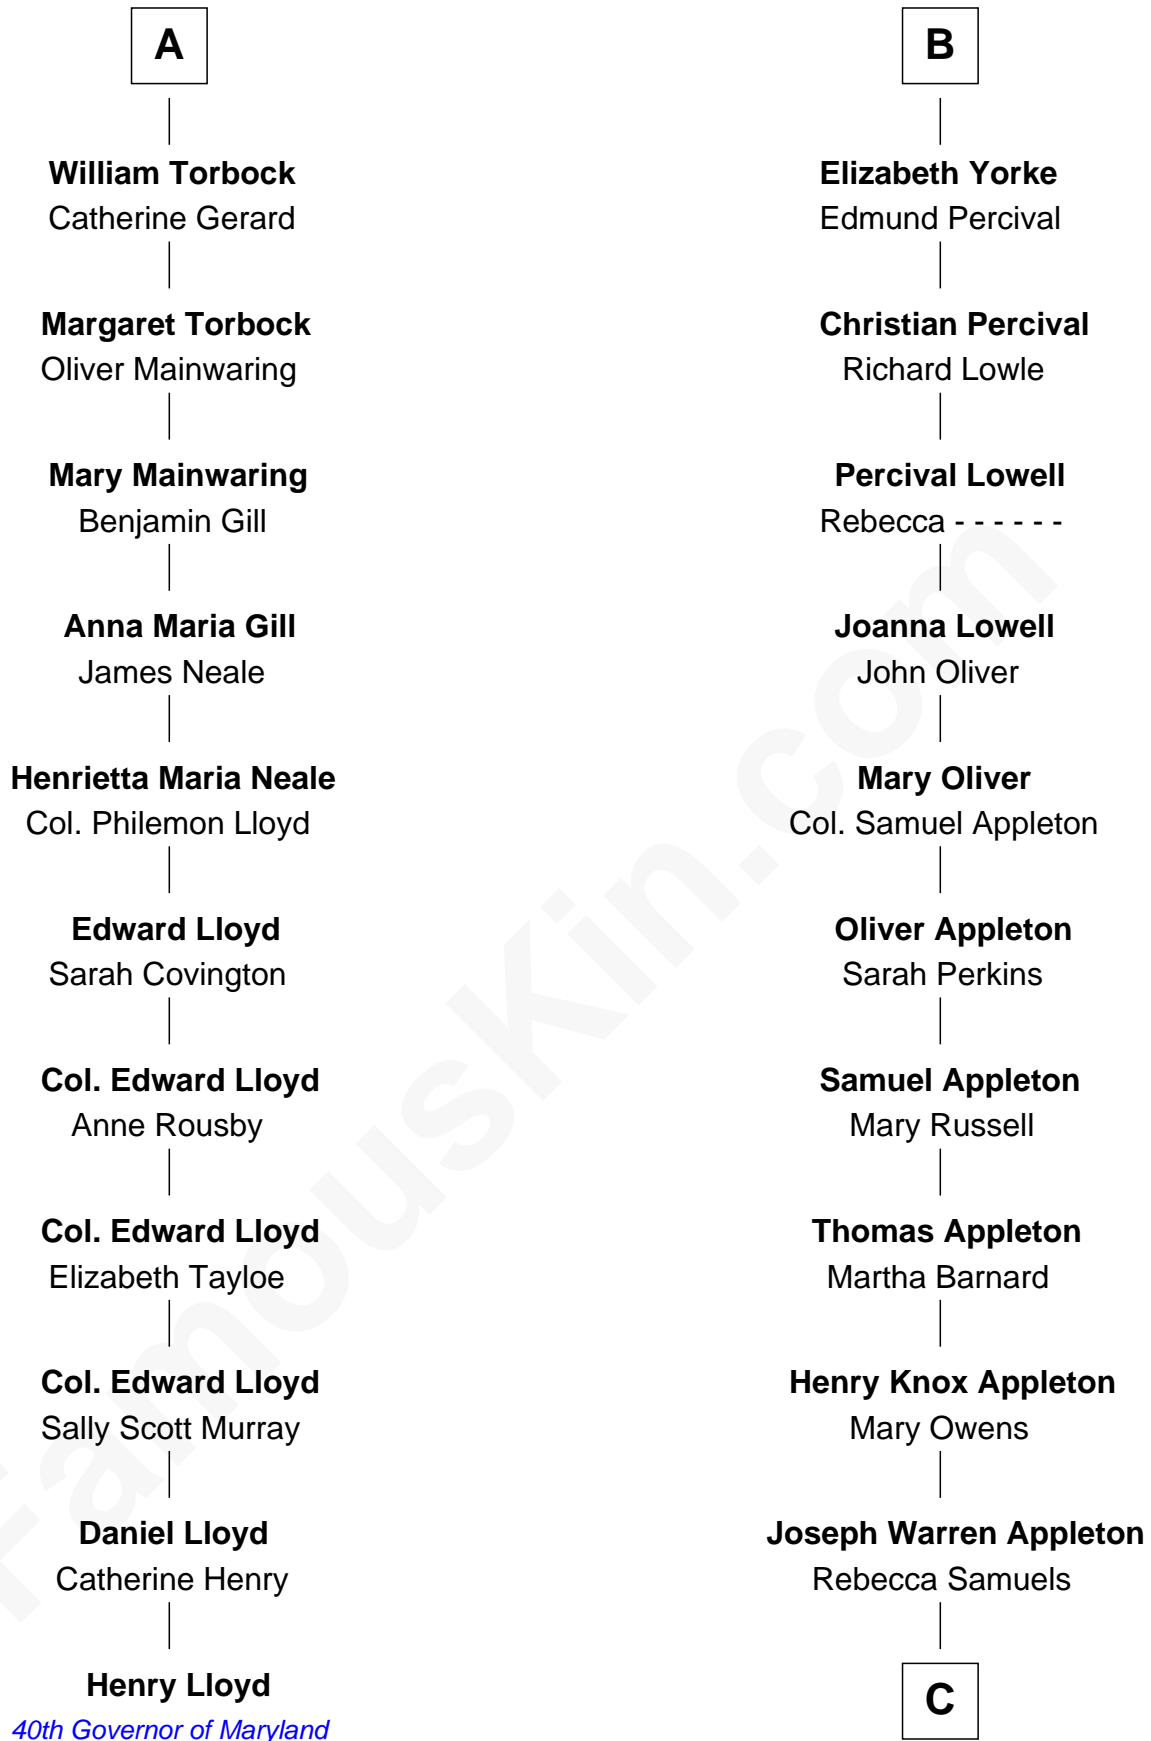 A
William Torbock
Catherine Gerard
Margaret Torbock
Oliver Mainwaring
Mary Mainwaring
Benjamin Gill
Anna Maria Gill
James Neale
Henrietta Maria Neale
Col. Philemon Lloyd
Edward Lloyd
Sarah Covington
Col. Edward Lloyd
Anne Rousby
Col. Edward Lloyd
Elizabeth Tayloe
Col. Edward Lloyd
Sally Scott Murray
Daniel Lloyd
Catherine Henry
Henry Lloyd
40th Governor of Maryland
B
Elizabeth Yorke
Edmund Percival
Christian Percival
Richard Lowle
Percival Lowell
Rebecca - - - - - -
Joanna Lowell
John Oliver
Mary Oliver
Col. Samuel Appleton
Oliver Appleton
Sarah Perkins
Samuel Appleton
Mary Russell
Thomas Appleton
Martha Barnard
Henry Knox Appleton
Mary Owens
Joseph Warren Appleton
Rebecca Samuels
C
FamousKin.com